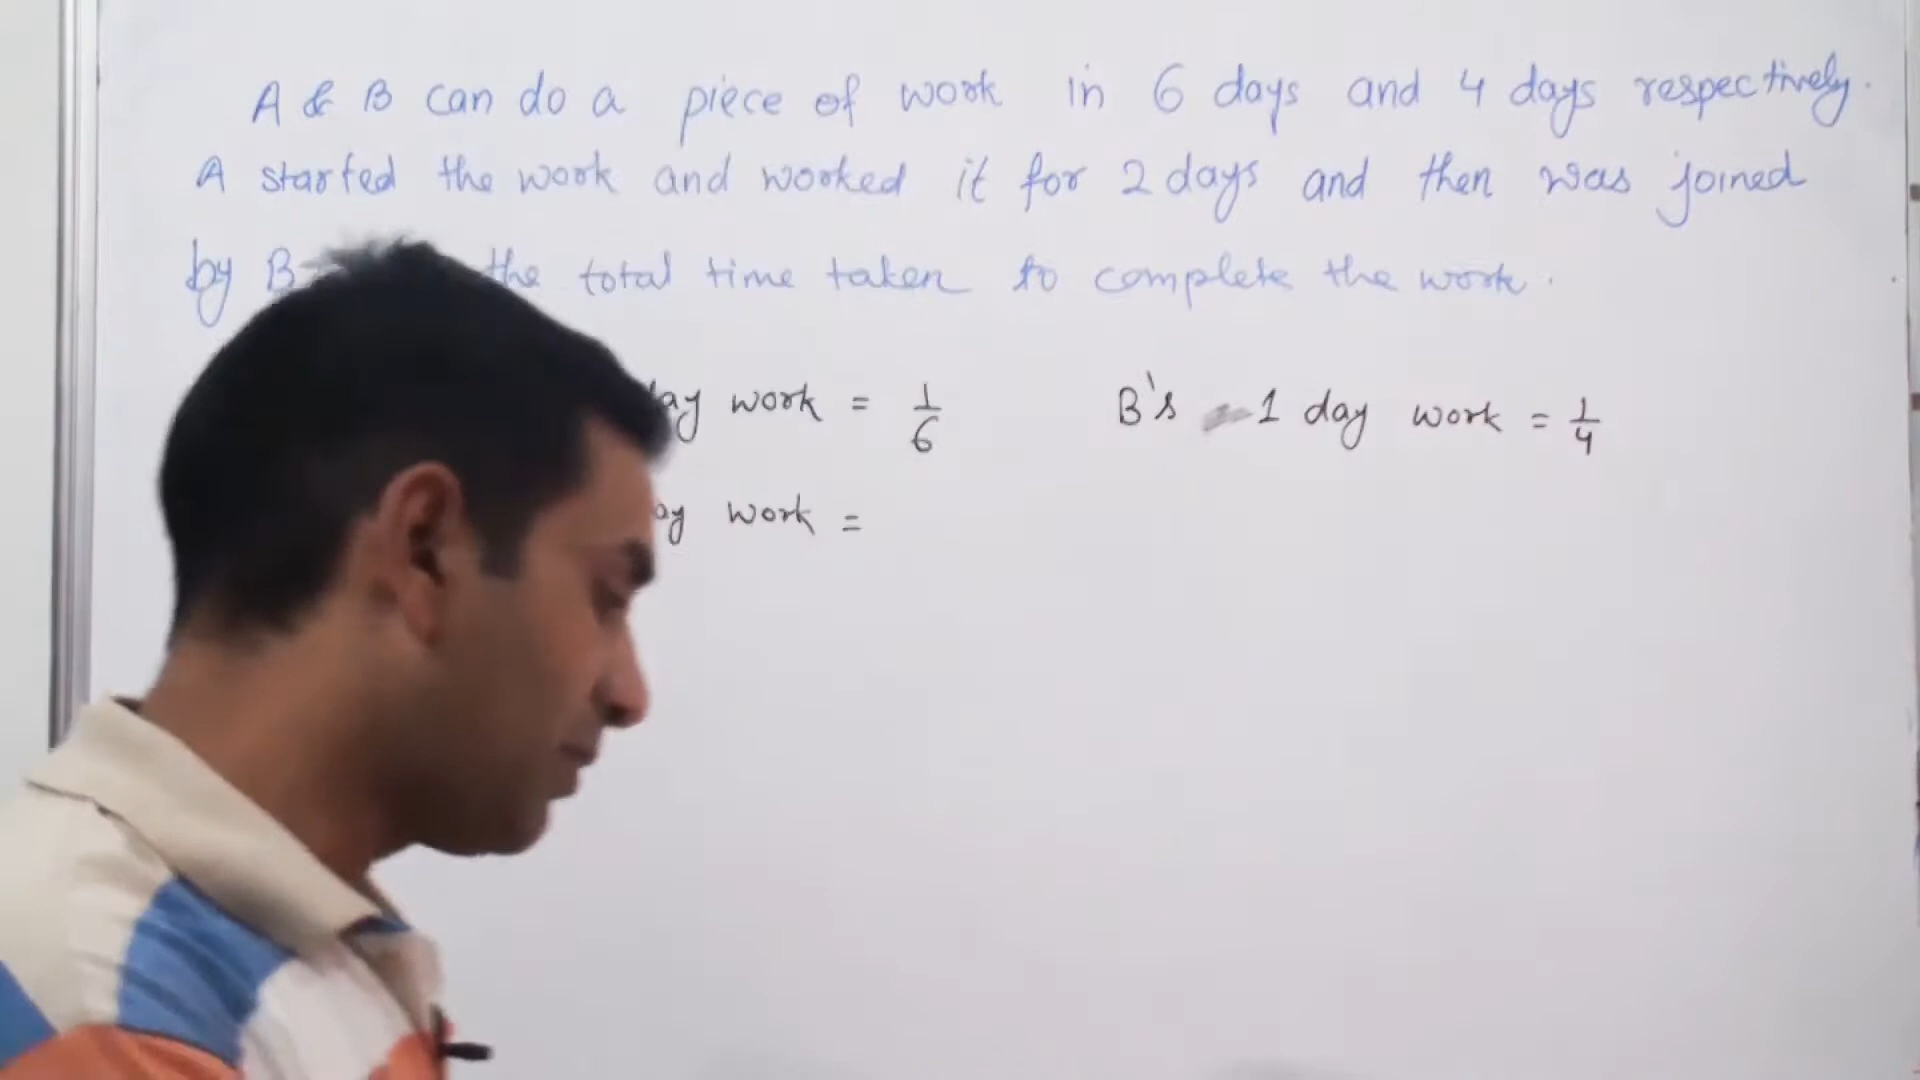 A & B can do a piece of work in 6 days and 4 days respectively.
A started the work and worked it for 2 days and then was joined
by B the total time taken to complete the work.
work = 1/6 B's 1 day work = 1/4
work =